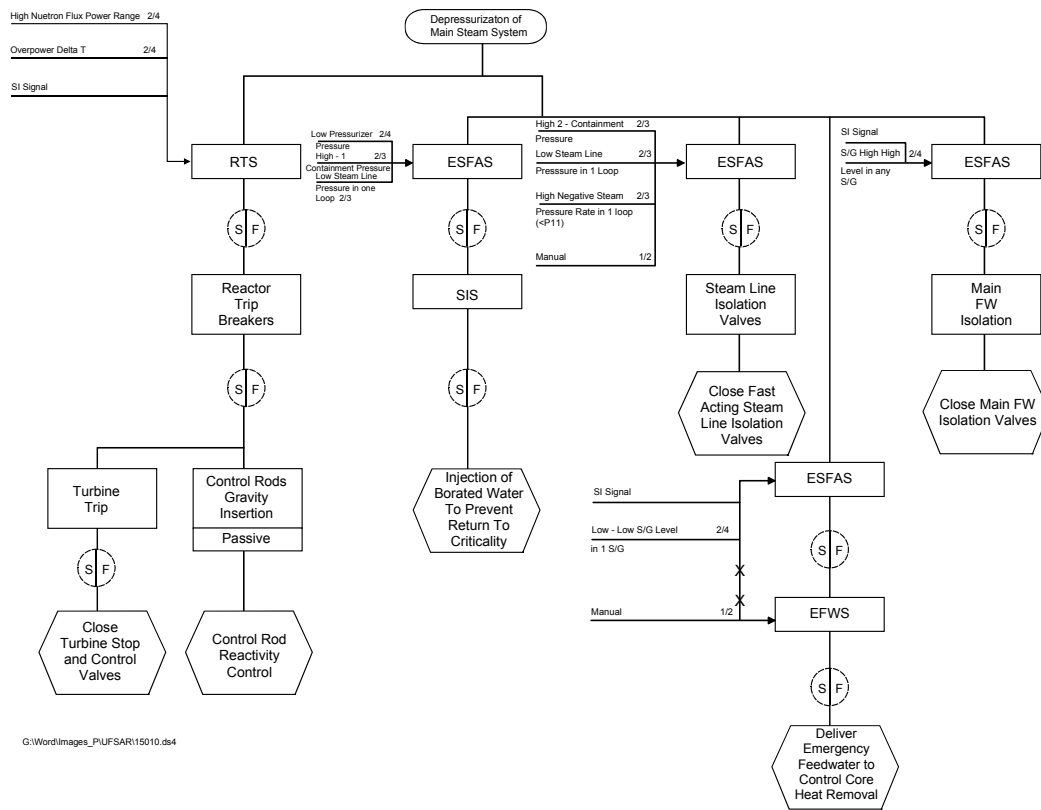 High Nuetron Flux Power Range 2/4
Overpower Delta T 2/4
SI Signal
Depressurizaton of
Main Steam System
RTS
S F
Reactor
Trip
Breakers
S F
Turbine
Trip
S F
Close
Turbine Stop
and Control
Valves
Control Rods
Gravity
Insertion
Passive
Control Rod
Reactivity
Control
Low Pressurizer 2/4
Pressure
High - 1 2/3
Containment Pressure
Low Steam Line
Pressure in one
Loop 2/3
ESFAS
S F
SIS
S F
Injection of
Borated Water
To Prevent
Return To
Criticality
High 2 - Containment 2/3
Pressure
Low Steam Line 2/3
Presssure in 1 Loop
High Negative Steam 2/3
Pressure Rate in 1 loop
(<P11)
Manual 1/2
ESFAS
S F
Steam Line
Isolation
Valves
S F
Close Fast
Acting Steam
Line Isolation
Valves
SI Signal
Low - Low S/G Level 2/4
in 1 S/G
Manual 1/2
X
X
ESFAS
S F
EFWS
S F
Deliver
Emergency
Feedwater to
Control Core
Heat Removal
SI Signal
S/G High High 2/4
Level in any
S/G
ESFAS
S F
Main
FW
Isolation
S F
Close Main FW
Isolation Valves
G:\Word\Images_P\UFSAR\15010.ds4